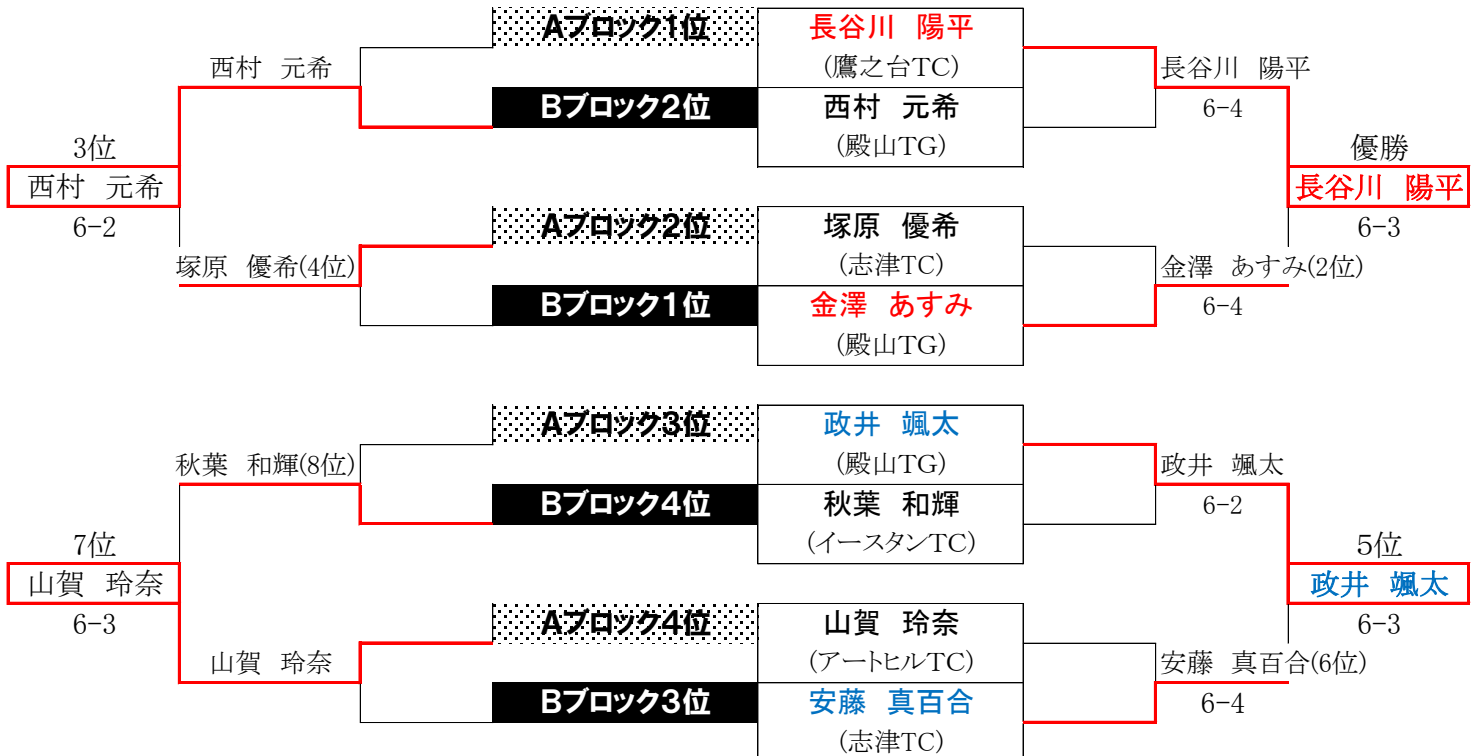 Aブロック1位
長谷川 陽平
(鷹之台TC)
西村 元希
長谷川 陽平
Bブロック2位
西村 元希
6-4
(殿山TG)
3位
優勝
西村 元希
長谷川 陽平
6-2
6-3
Aブロック2位
塚原 優希
(志津TC)
塚原 優希(4位)
金澤 あすみ(2位)
Bブロック1位
金澤 あすみ
6-4
(殿山TG)
Aブロック3位
政井 颯太
(殿山TG)
秋葉 和輝(8位)
政井 颯太
Bブロック4位
秋葉 和輝
6-2
(イースタンTC)
7位
5位
山賀 玲奈
政井 颯太
6-3
6-3
Aブロック4位
山賀 玲奈
(アートヒルTC)
山賀 玲奈
安藤 真百合(6位)
Bブロック3位
安藤 真百合
6-4
(志津TC)